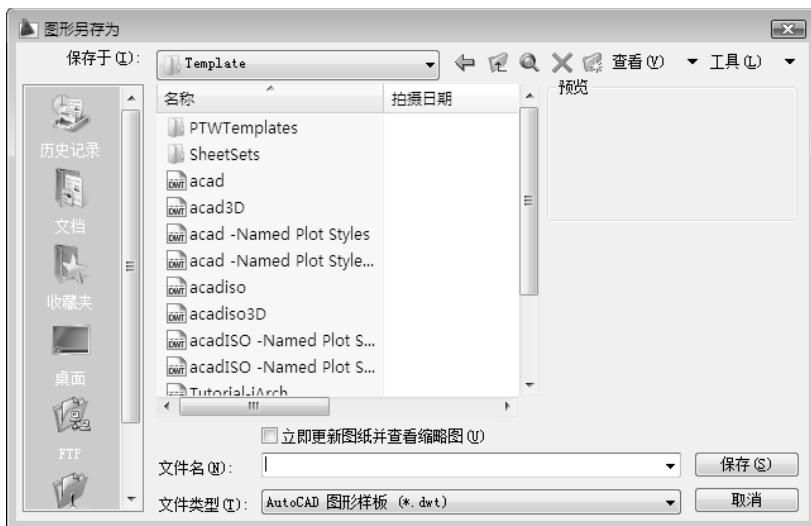 图形另存为
保存于(I): Template 查看(V) 工具(L)
历史记录
文档
收藏夹
桌面
FTP
名称 拍摄日期
PTWTemplates
SheetSets
acad
acad3D
acad -Named Plot Styles
acad -Named Plot Style...
acadiso
acadiso3D
acadISO -Named Plot S...
acadISO -Named Plot S...
Tutorial-iArch
预览
立即更新图纸并查看缩略图(U)
文件名(N): 保存(S)
文件类型(T): AutoCAD 图形样板 (*.dwt) 取消